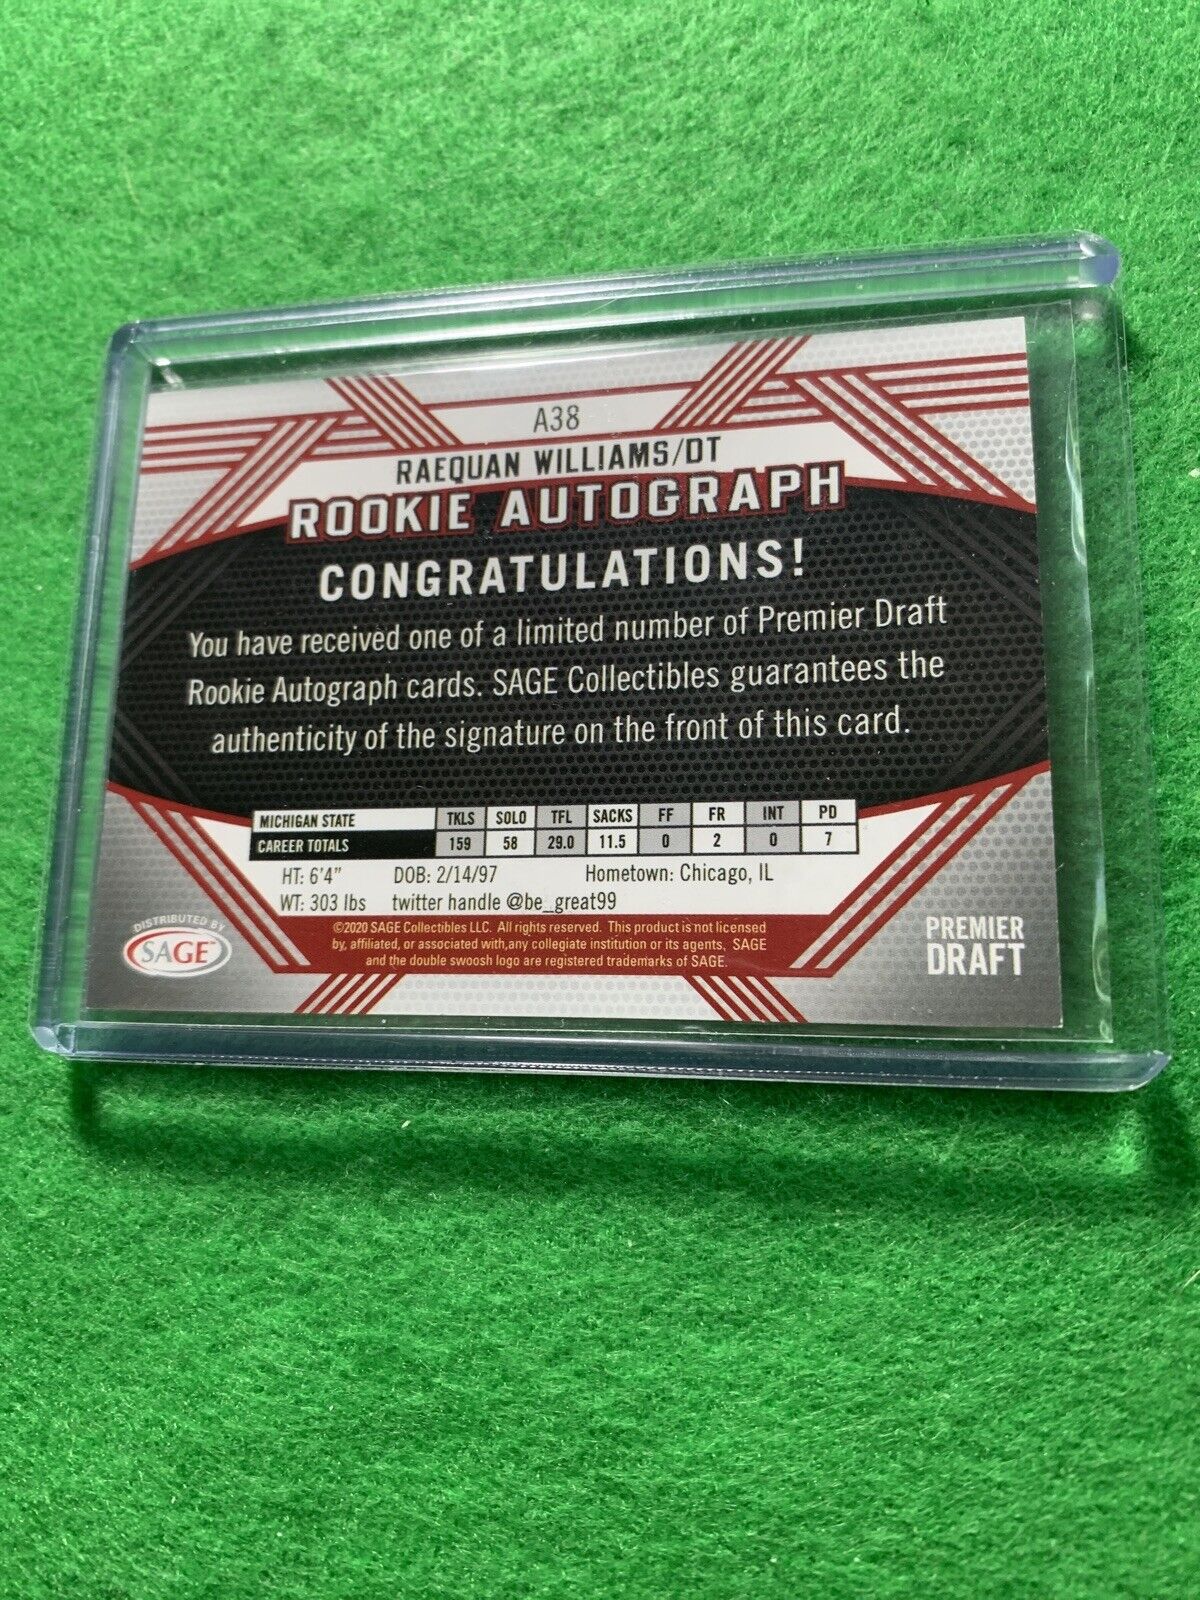 A38
RAEQUAN WILLIAMS/DT
ROOKIE AUTOGRAPH
CONGRATULATIONS!
You have received one of a limited number of Premier Draft
Rookie Autograph cards. SAGE Collectibles guarantees the
authenticity of the signature on the front of this card.
MICHIGAN STATE TKLS SOLO TFL SACKS FF FR INT PD
CAREER TOTALS 159 58 29.0 11.5 0 2 0 7
HT: 6'4" DOB: 2/14/97 Hometown: Chicago, IL
WT: 303 lbs twitter handle @be_great99
©2020 SAGE Collectibles LLC. All rights reserved. This product is not licensed
by, affiliated, or associated with,any collegiate institution or its agents, SAGE
and the double swoosh logo are registered trademarks of SAGE.
DISTRIBUTED BY
SAGE™
PREMIER
DRAFT